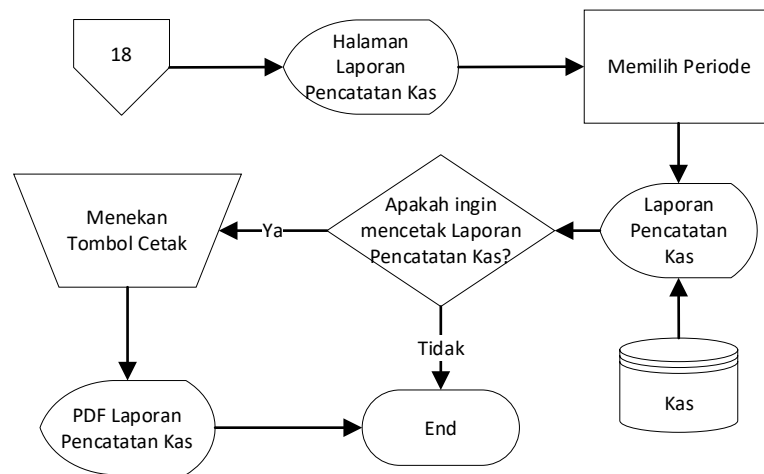 18
Halaman
Laporan
Pencatatan Kas
Memilih Periode
Menekan
Tombol Cetak
Ya
Apakah ingin
mencetak Laporan
Pencatatan Kas?
Laporan
Pencatatan
Kas
Tidak
PDF Laporan
Pencatatan Kas
End
Kas